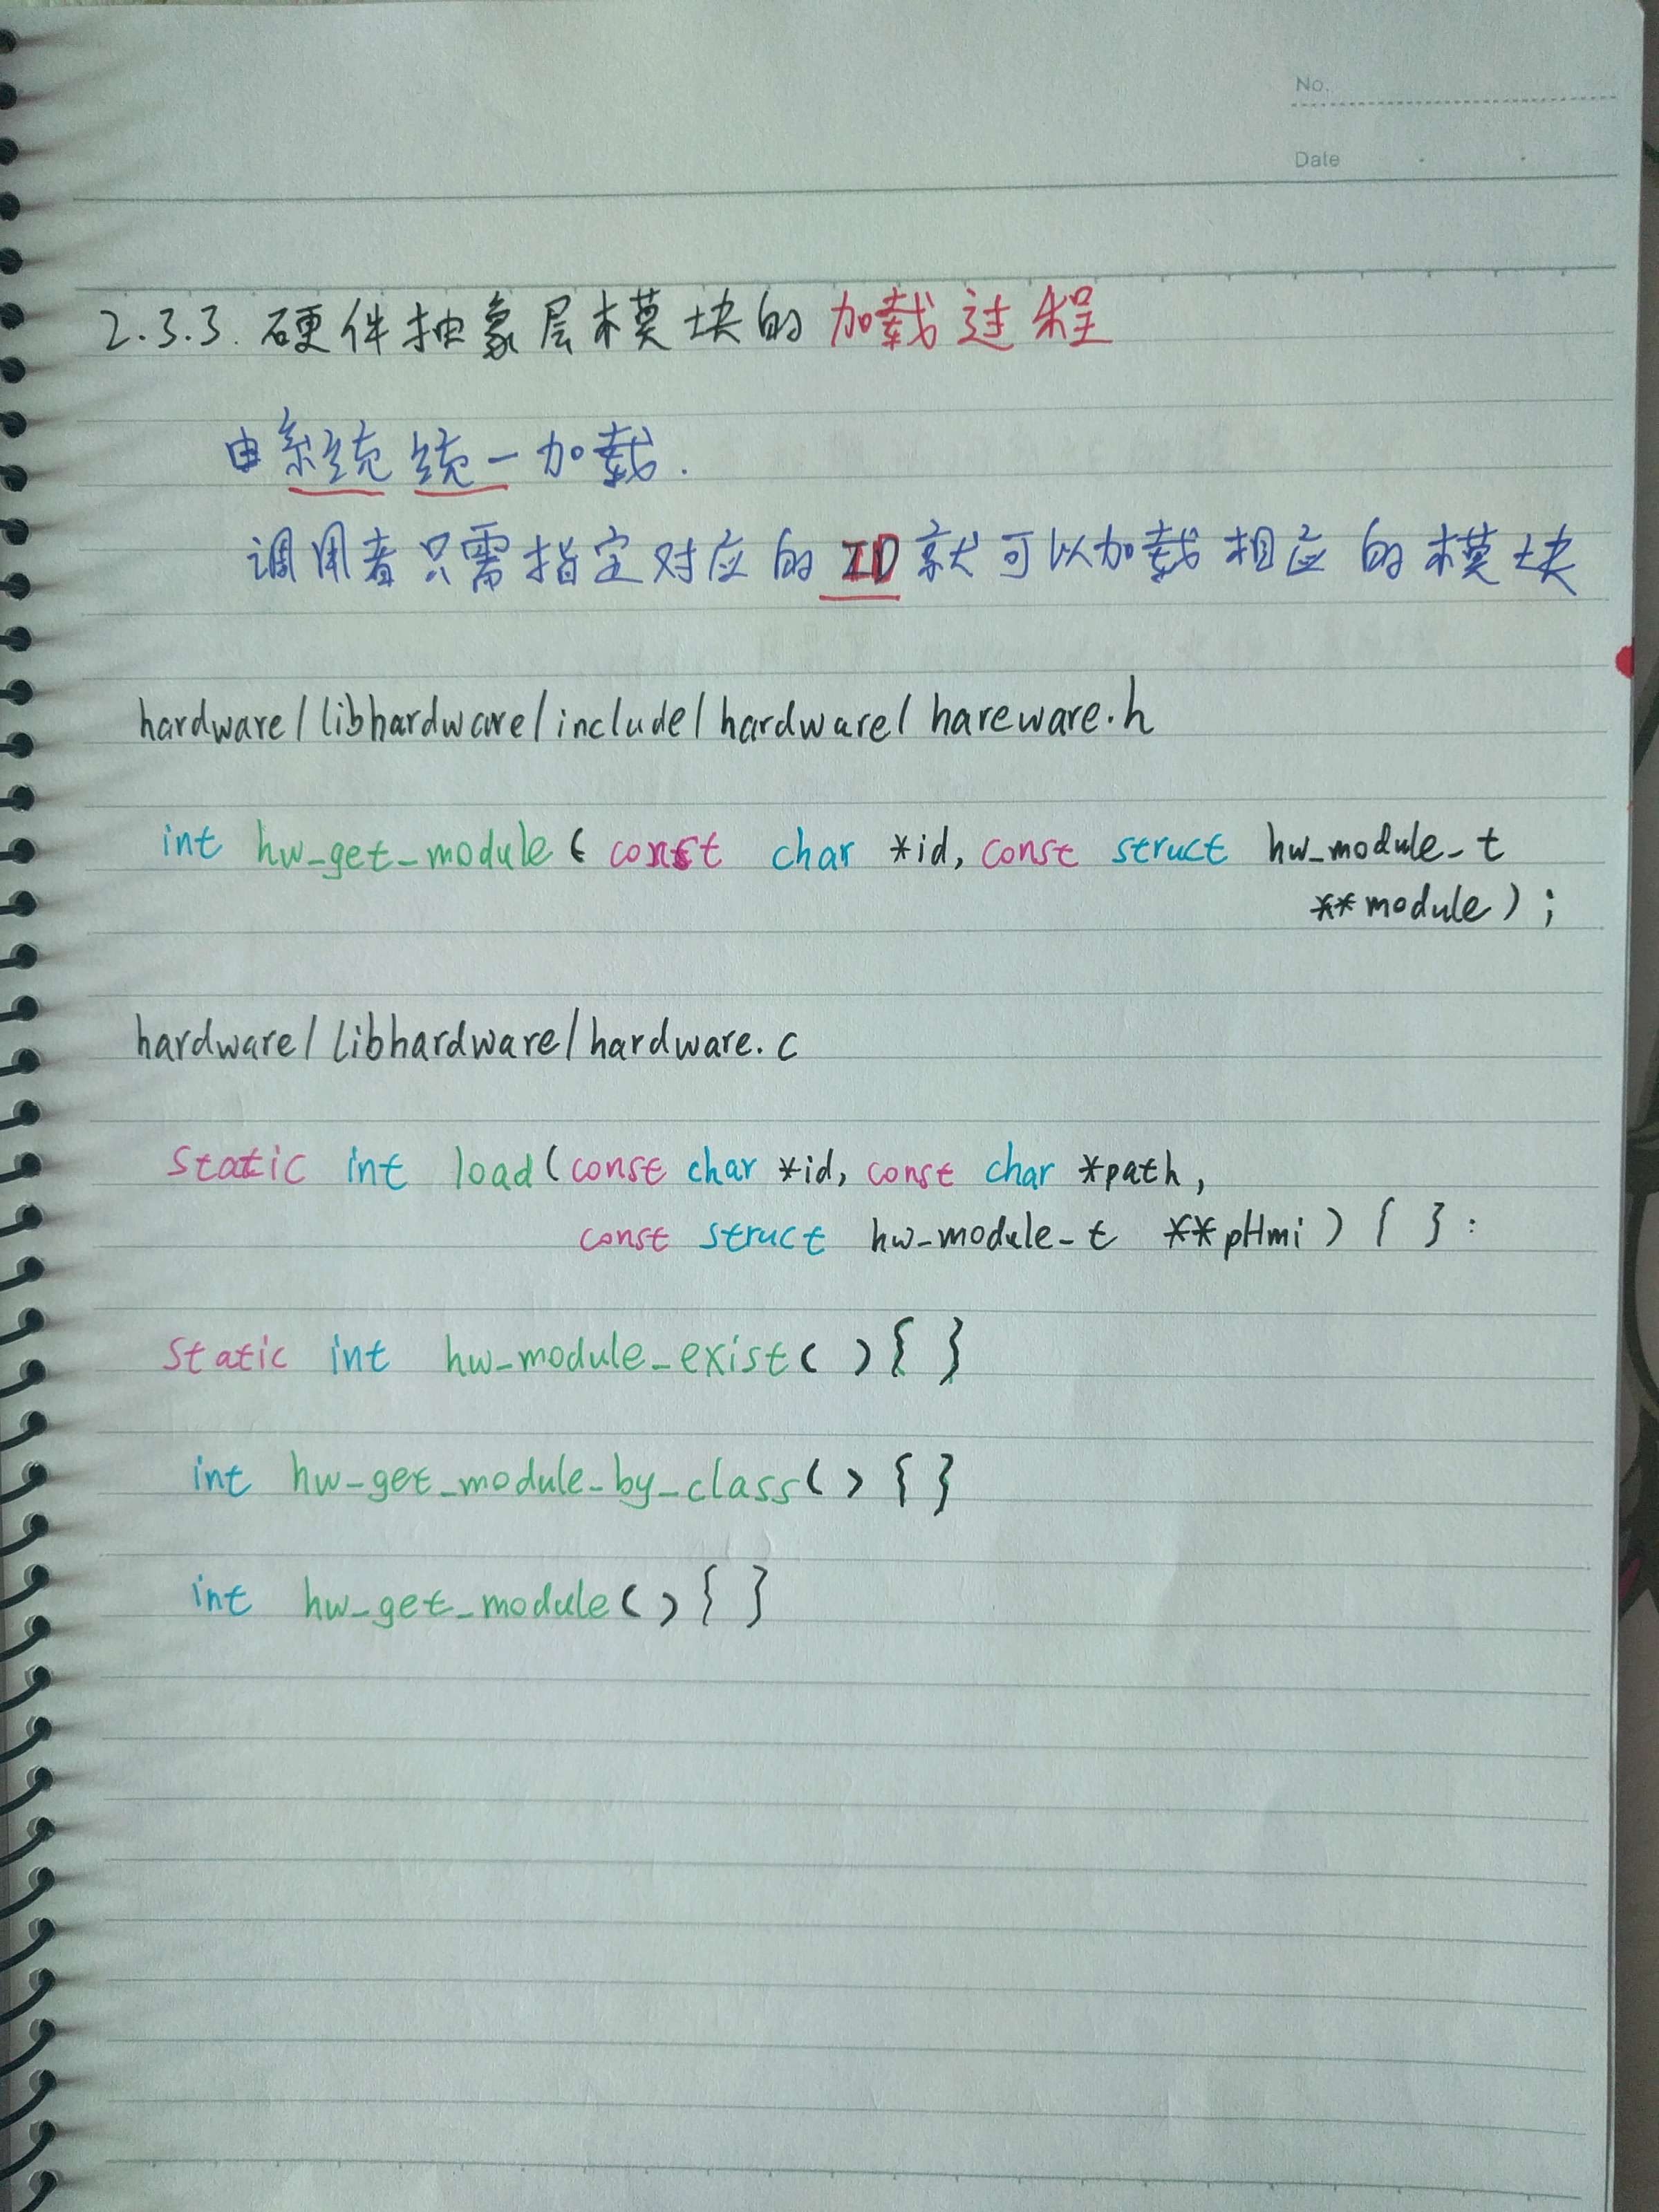 No.
Date
2.3.3. 硬件抽象层模块的加载过程
由系统统一加载.
调用者只需指定对应的ID就可以加载相应的模块
hardware/libhardware/include/hardware/hareware.h
int hw_get_module (const char *id, const struct hw_module_t
**module);
hardware/libhardware/hardware.c
static int load(const char *id, const char *path,
const struct hw_module_t **pHmi) { }:
static int hw_module_exist( ) { }
int hw_get_module_by_class( ) { }
int hw_get_module( ) { }